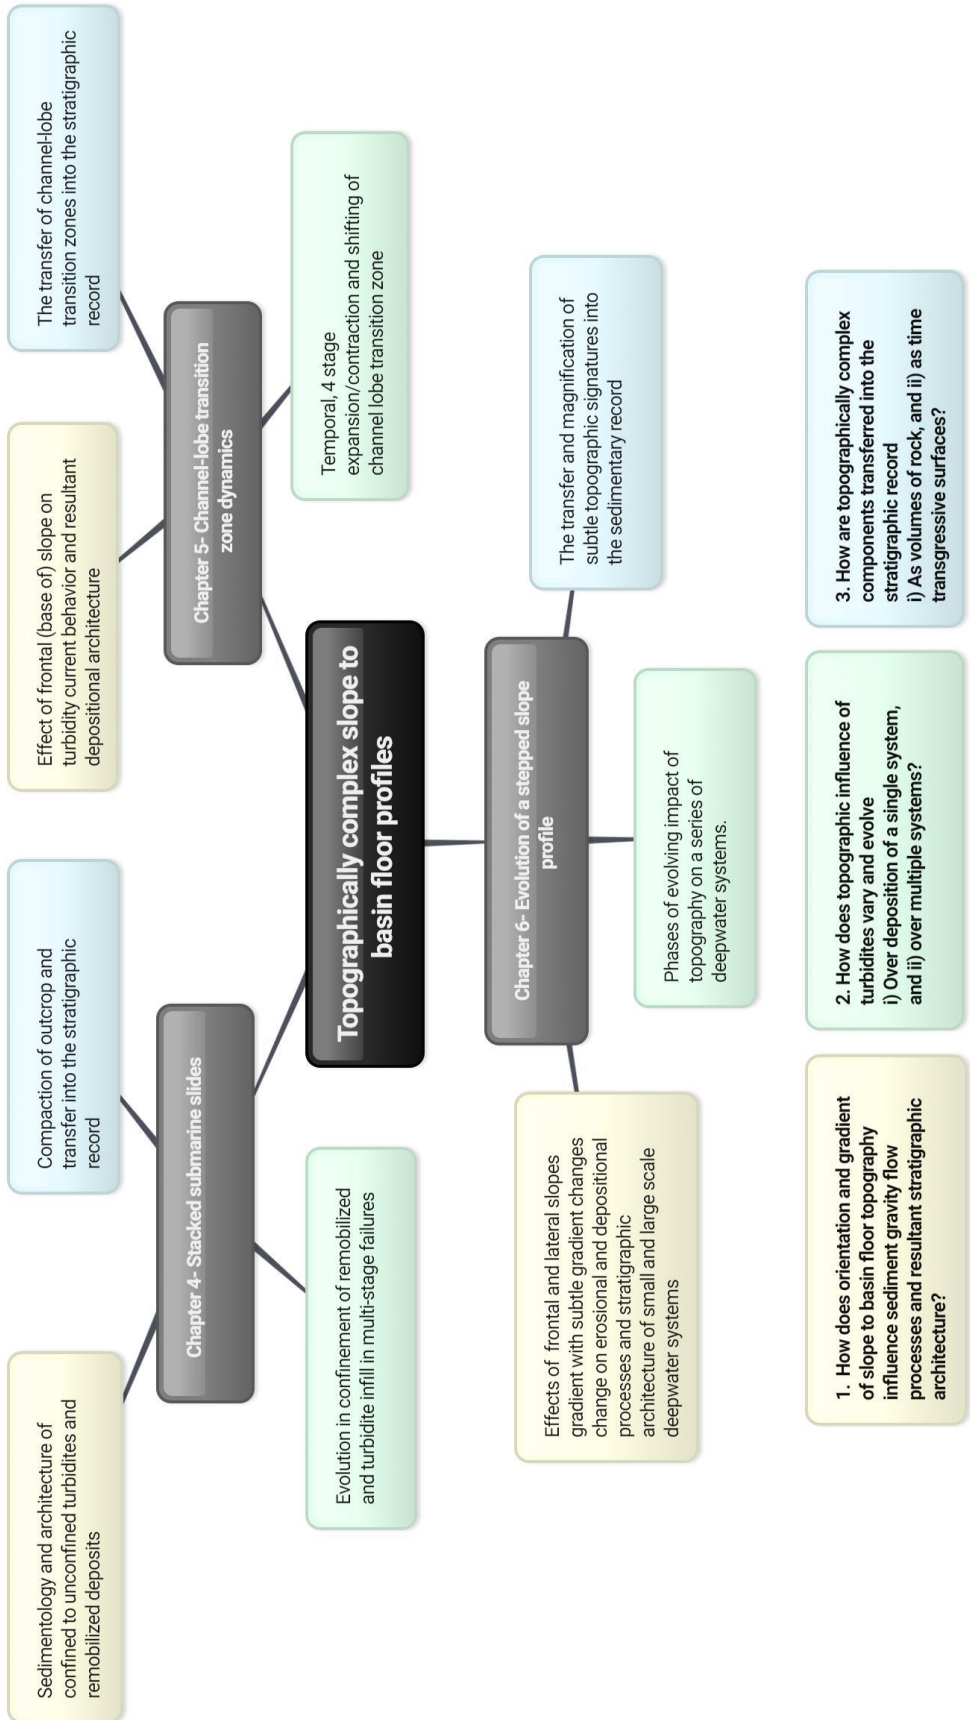 Sedimentology and architecture of
confined to unconfined turbidites and
remobilized deposits
Compaction of outcrop and
transfer into the stratigraphic
record
Effect of frontal (base of) slope on
turbidity current behavior and resultant
depositional architecture
The transfer of channel-lobe
transition zones into the stratigraphic
record
Chapter 4- Stacked submarine slides
Chapter 5- Channel-lobe transition
zone dynamics
Evolution in confinement of remobilized
and turbidite infill in multi-stage failures
Topographically complex slope to
basin floor profiles
Temporal, 4 stage
expansion/contraction and shifting of
channel lobe transition zone
Chapter 6- Evolution of a stepped slope
profile
Effects of frontal and lateral slopes
gradient with subtle gradient changes
change on erosional and depositional
processes and stratigraphic
architecture of small and large scale
deepwater systems
Phases of evolving impact of
topography on a series of
deepwater systems.
The transfer and magnification of
subtle topographic signatures into
the sedimentary record
1. How does orientation and gradient
of slope to basin floor topography
influence sediment gravity flow
processes and resultant stratigraphic
architecture?
2. How does topographic influence of
turbidites vary and evolve
i) Over deposition of a single system,
and ii) over multiple systems?
3. How are topographically complex
components transferred into the
stratigraphic record
i) As volumes of rock, and ii) as time
transgressive surfaces?